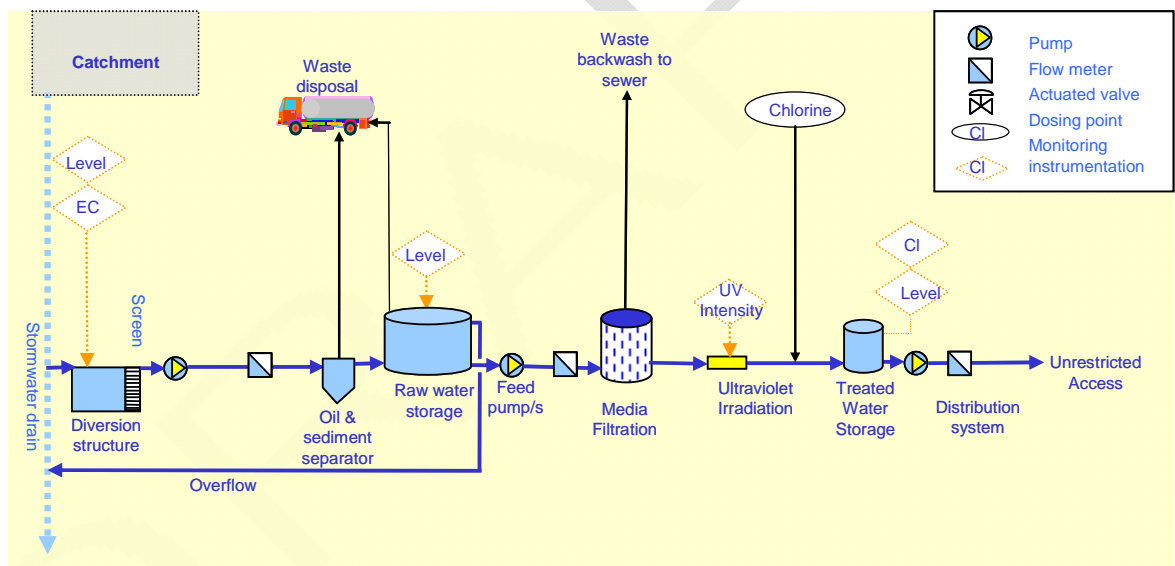 Catchment
Waste
disposal
Waste
backwash to
sewer
Chlorine
Pump
Flow meter
Actuated valve
Dosing point
Monitoring
instrumentation
Cl
Cl
Level
EC
Level
UV
Intensity
Cl
Level
Screen
Stormwater drain
Diversion
structure
Oil &
sediment
separator
Raw water
storage
Feed
pump/s
Media
Filtration
Ultraviolet
Irradiation
Treated
Water
Storage
Distribution
system
Unrestricted
Access
Overflow